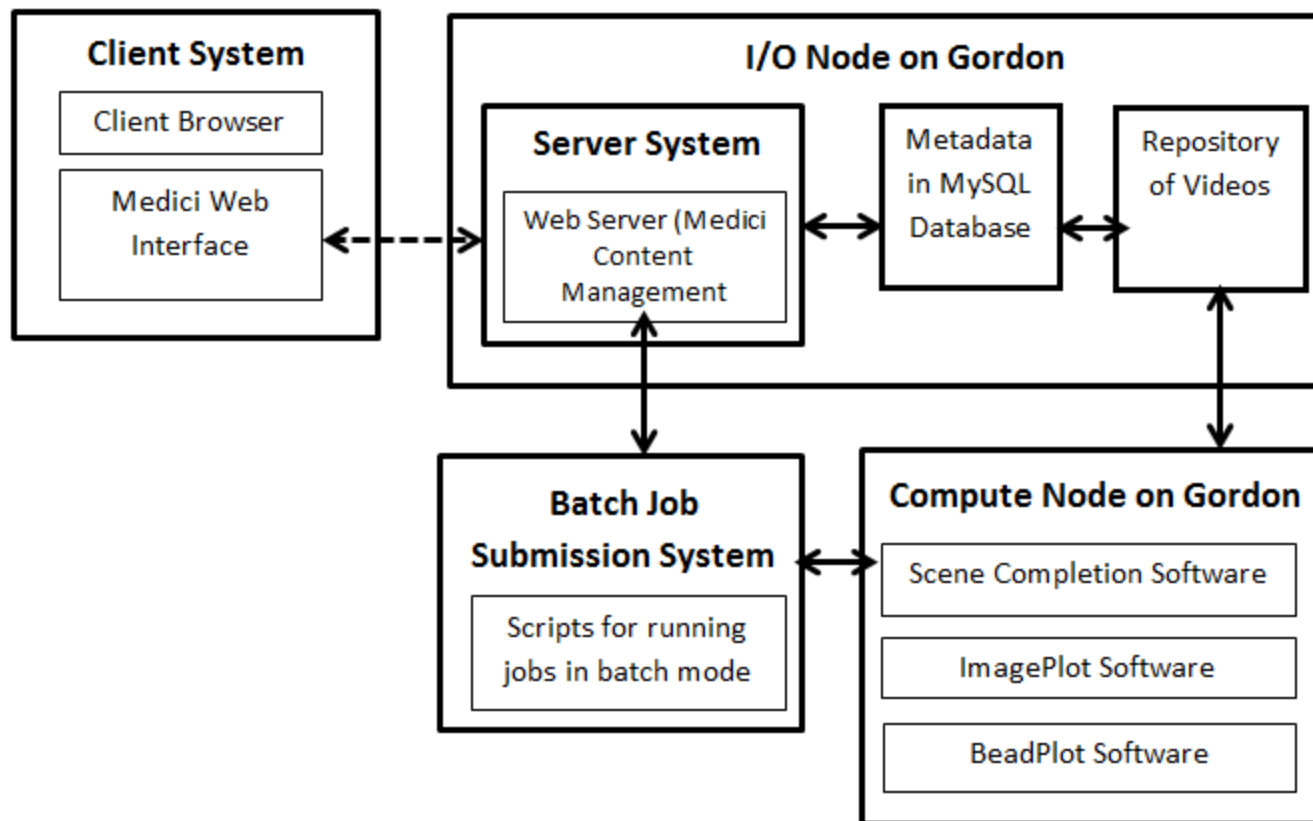 Client System
Client Browser
Medici Web
Interface
I/O Node on Gordon
Server System
Web Server (Medici
Content
Management
Metadata
in MySQL
Database
Repository
of Videos
Batch Job
Submission System
Scripts for running
jobs in batch mode
Compute Node on Gordon
Scene Completion Software
ImagePlot Software
BeadPlot Software